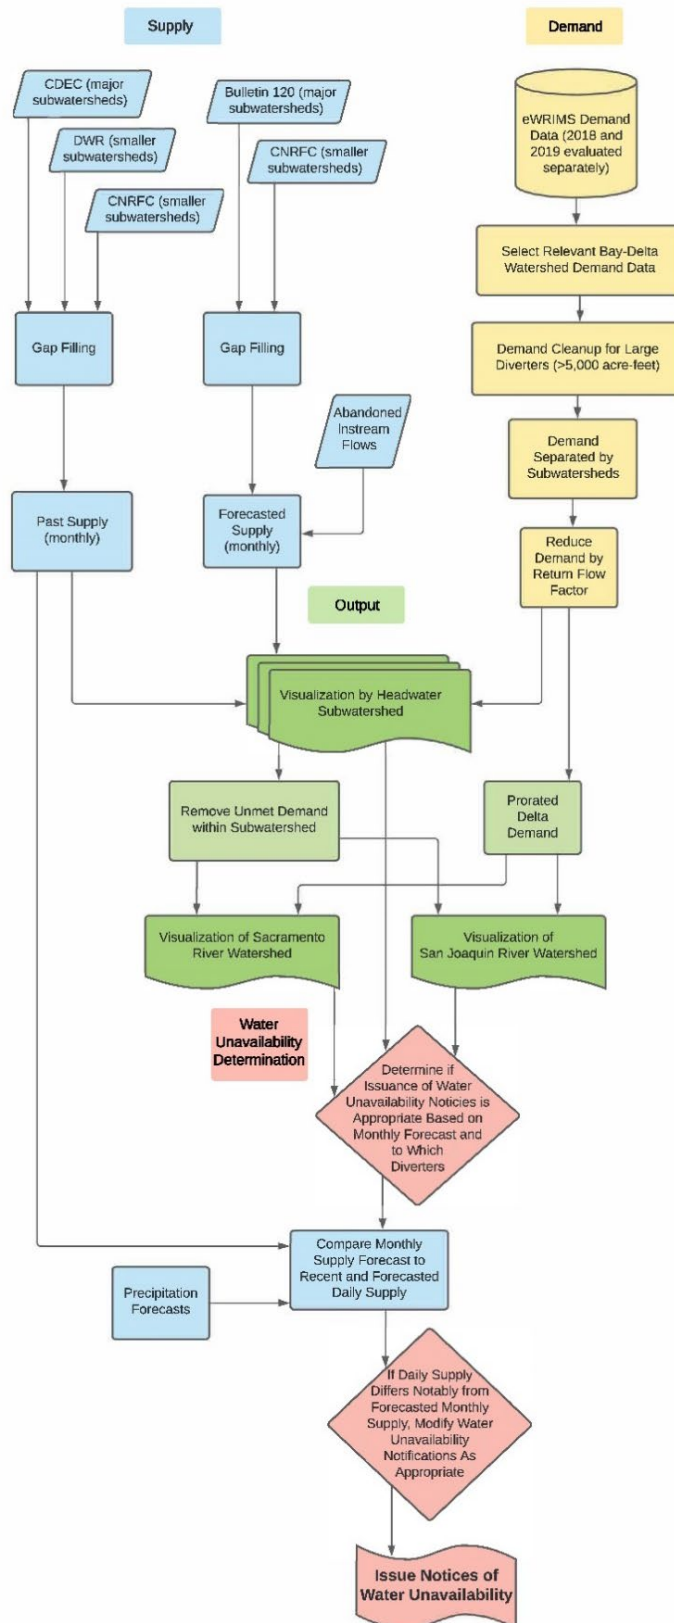 Supply
Demand
CDEC (major
subwatersheds)
DWR (smaller
subwatersheds)
CNRFC (smaller
subwatersheds)
Bulletin 120 (major
subwatersheds)
CNRFC (smaller
subwatersheds)
eWRIMS Demand
Data (2018 and
2019 evaluated
separately)
Select Relevant Bay-Delta
Watershed Demand Data
Gap Filling
Gap Filling
Demand Cleanup for Large
Diverters (>5,000 acre-feet)
Abandoned
Instream
Flows
Demand
Separated by
Subwatersheds
Past Supply
(monthly)
Forecasted
Supply
(monthly)
Reduce
Demand by
Return Flow
Factor
Output
Visualization by Headwater
Subwatershed
Remove Unmet Demand
within Subwatershed
Prorated
Delta
Demand
Visualization of Sacramento
River Watershed
Visualization of
San Joaquin River Watershed
Water
Unavailability
Determination
Determine if
Issuance of Water
Unavailability Noticies is
Appropriate Based on
Monthly Forecast and
to Which
Diverters
Compare Monthly
Supply Forecast to
Recent and Forecasted
Daily Supply
Precipitation
Forecasts
If Daily Supply
Differs Notably from
Forecasted Monthly
Supply, Modify Water
Unavailability
Notifications As
Appropriate
Issue Notices of
Water Unavailability